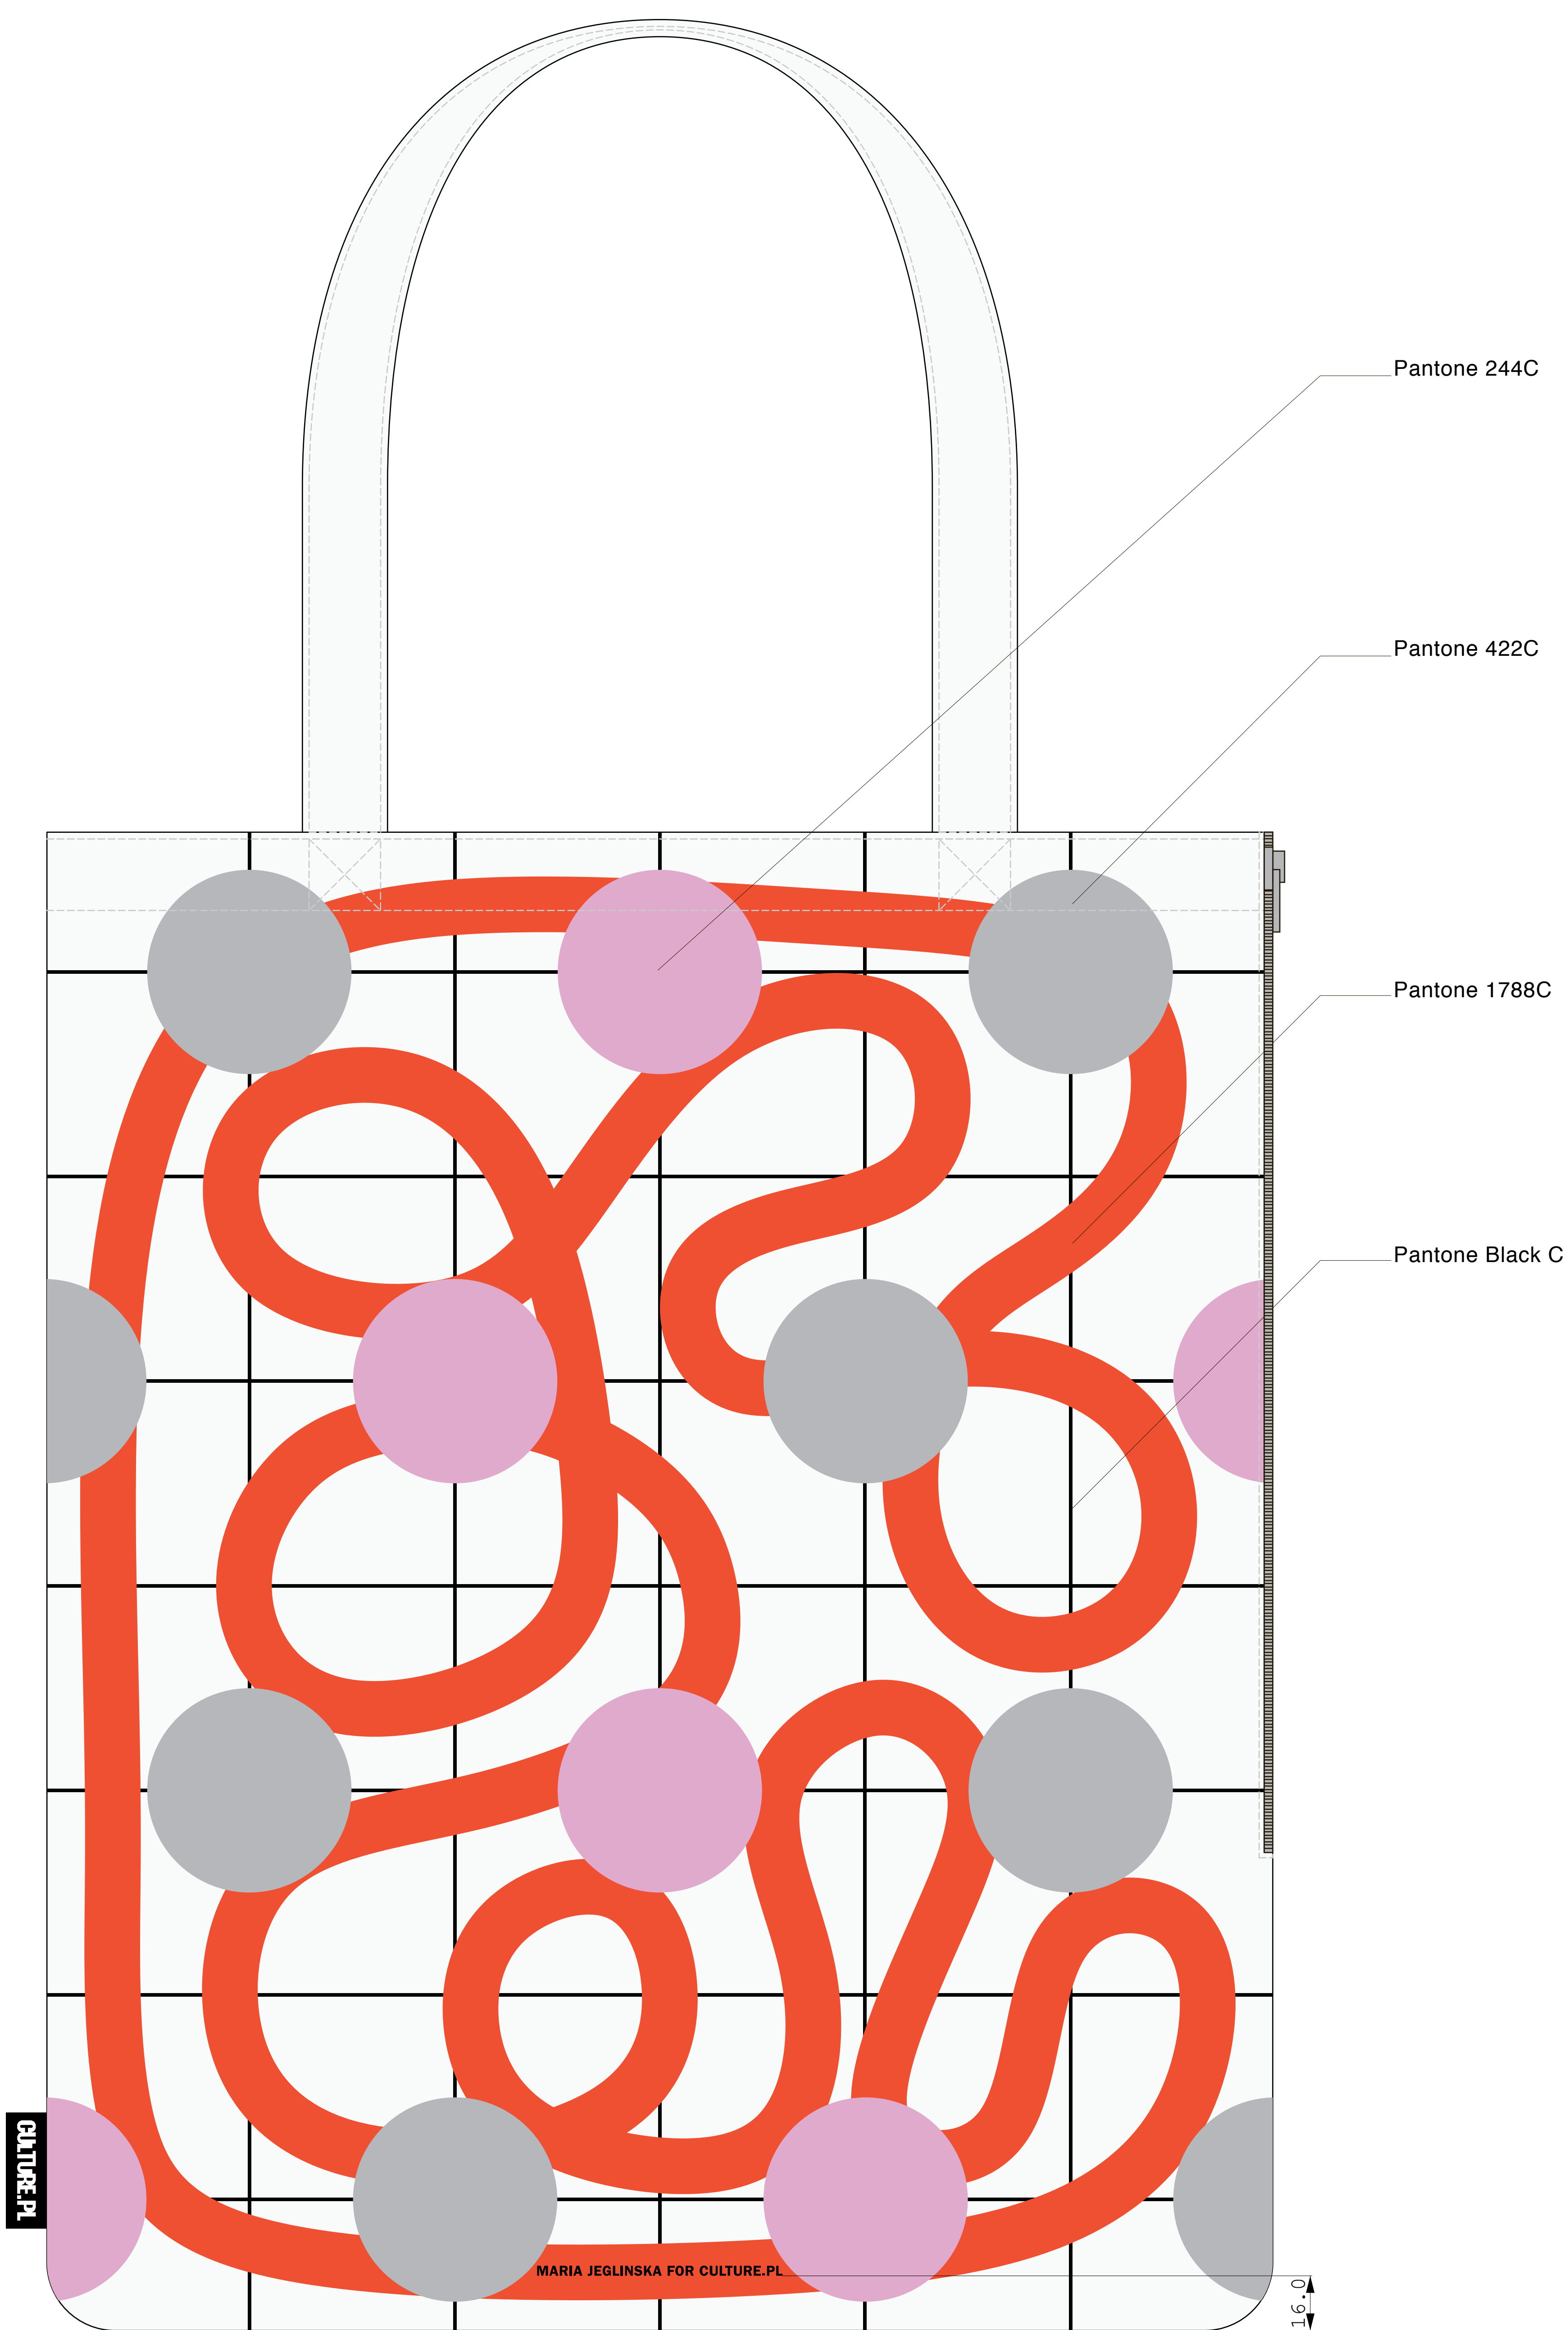 Pantone 244C
Pantone 422C
Pantone 1788C
Pantone Black C
CULTURE.PL
MARIA JEGLINSKA FOR CULTURE.PL
16.0